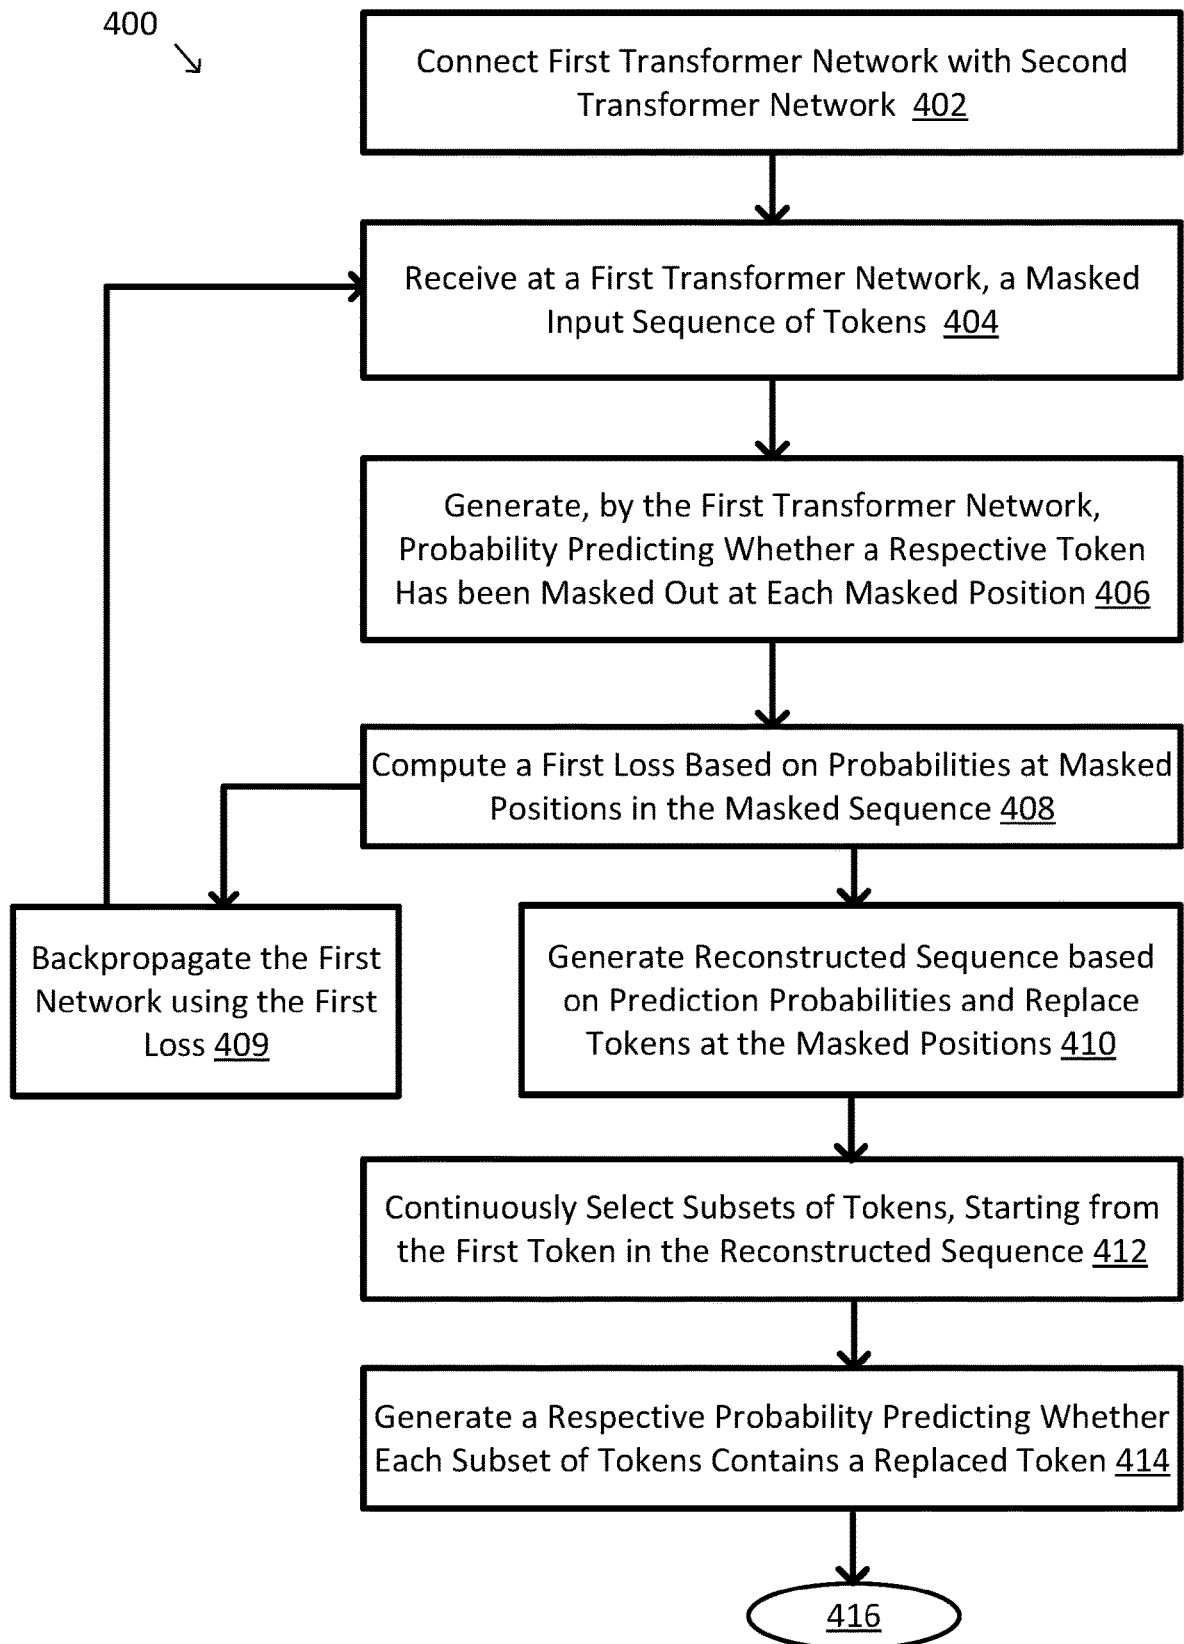 400
Connect First Transformer Network with Second
Transformer Network 402
Receive at a First Transformer Network, a Masked
Input Sequence of Tokens 404
Generate, by the First Transformer Network,
Probability Predicting Whether a Respective Token
Has been Masked Out at Each Masked Position 406
Compute a First Loss Based on Probabilities at Masked
Positions in the Masked Sequence 408
Backpropagate the First
Network using the First
Loss 409
Generate Reconstructed Sequence based
on Prediction Probabilities and Replace
Tokens at the Masked Positions 410
Continuously Select Subsets of Tokens, Starting from
the First Token in the Reconstructed Sequence 412
Generate a Respective Probability Predicting Whether
Each Subset of Tokens Contains a Replaced Token 414
416